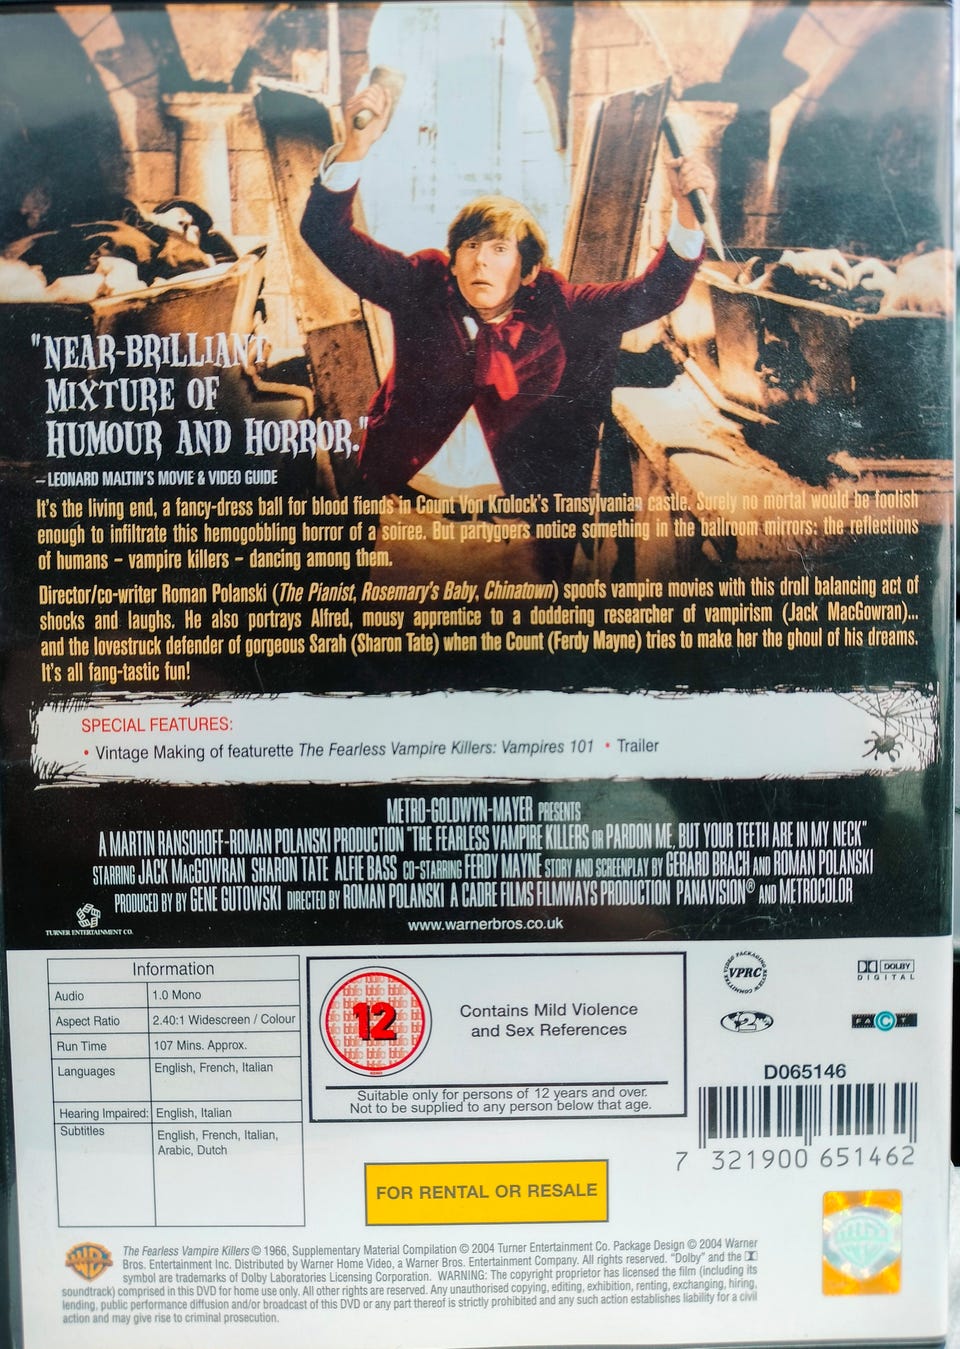 "NEAR-BRILLIANT
MIXTURE OF
HUMOUR AND HORROR."
– LEONARD MALTIN'S MOVIE & VIDEO GUIDE
It's the living end, a fancy-dress ball for blood fiends in Count Von Krolock's Transylvanian castle. Surely no mortal would be foolish
enough to infiltrate this hemogobbling horror of a soiree. But partygoers notice something in the ballroom mirrors: the reflections
of humans – vampire killers – dancing among them.
Director/co-writer Roman Polanski (The Pianist, Rosemary's Baby, Chinatown) spoofs vampire movies with this droll balancing act of
shocks and laughs. He also portrays Alfred, mousy apprentice to a doddering researcher of vampirism (Jack MacGowran)...
and the lovestruck defender of gorgeous Sarah (Sharon Tate) when the Count (Ferdy Mayne) tries to make her the ghoul of his dreams.
It's all fang-tastic fun!
SPECIAL FEATURES:
• Vintage Making of featurette The Fearless Vampire Killers: Vampires 101 • Trailer
METRO-GOLDWYN-MAYER PRESENTS
A MARTIN RANSOHOFF-ROMAN POLANSKI PRODUCTION "THE FEARLESS VAMPIRE KILLERS OR PARDON ME, BUT YOUR TEETH ARE IN MY NECK"
STARRING JACK MACGOWRAN SHARON TATE ALFIE BASS CO-STARRING FERDY MAYNE STORY AND SCREENPLAY BY GERARD BRACH AND ROMAN POLANSKI
PRODUCED BY BY GENE GUTOWSKI DIRECTED BY ROMAN POLANSKI A CADRE FILMS FILMWAYS PRODUCTION PANAVISION® AND METROCOLOR
TURNER ENTERTAINMENT CO.
www.warnerbros.co.uk
Information
Audio 1.0 Mono
Aspect Ratio 2.40:1 Widescreen / Colour
Run Time 107 Mins. Approx.
Languages English, French, Italian
Hearing Impaired: English, Italian
Subtitles English, French, Italian,
Arabic, Dutch
12
Contains Mild Violence
and Sex References
Suitable only for persons of 12 years and over.
Not to be supplied to any person below that age.
VIDEO PACKAGING REVIEW COMMITTEE
VPRC
DOLBY
DIGITAL
2
FACT
D065146
7 321900 651462
FOR RENTAL OR RESALE
WB
The Fearless Vampire Killers © 1966, Supplementary Material Compilation © 2004 Turner Entertainment Co. Package Design © 2004 Warner
Bros. Entertainment Inc. Distributed by Warner Home Video, a Warner Bros. Entertainment Company. All rights reserved. "Dolby" and the
symbol are trademarks of Dolby Laboratories Licensing Corporation. WARNING: The copyright proprietor has licensed the film (including its
soundtrack) comprised in this DVD for home use only. All other rights are reserved. Any unauthorised copying, editing, exhibition, renting, exchanging, hiring,
lending, public performance diffusion and/or broadcast of this DVD or any part thereof is strictly prohibited and any such action establishes liability for a civil
action and may give rise to criminal prosecution.